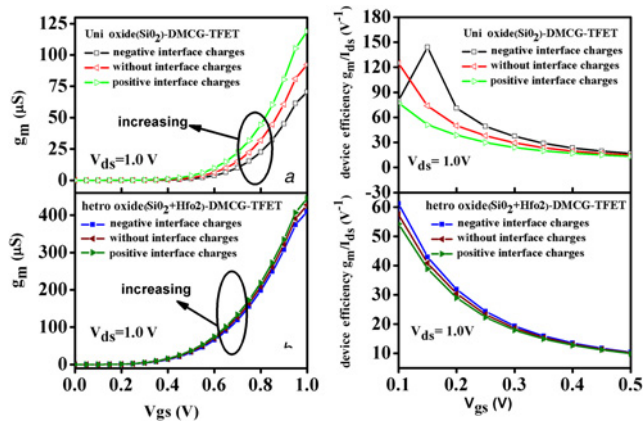 Uni oxide(Si0₂)-DMCG-TFET
negative interface charges
without interface charges
positive interface charges
increasing
Vds=1.0 V
a
gm (µS)
125
100
75
50
25
0
hetro oxide(Si0₂+Hfo2)-DMCG-TFET
negative interface charges
without interface charges
positive interface charges
increasing
Vds=1.0 V
gm (µS)
400
300
200
100
0
0.0 0.2 0.4 0.6 0.8 1.0
Vgs (V)
Uni oxide(Si0₂)-DMCG-TFET
negative interface charges
without interface charges
positive interface charges
Vds = 1.0V
device efficiency gm/Ids (V⁻¹)
180
150
120
90
60
30
0
-30
hetro oxide(SiO₂+HfO2)-DMCG-TFET
negative interface charges
without interface charges
positive interface charges
Vds= 1.0V
device efficiency gm/Ids (V⁻¹)
60
50
40
30
20
10
0.1 0.2 0.3 0.4 0.5
Vgs (V)